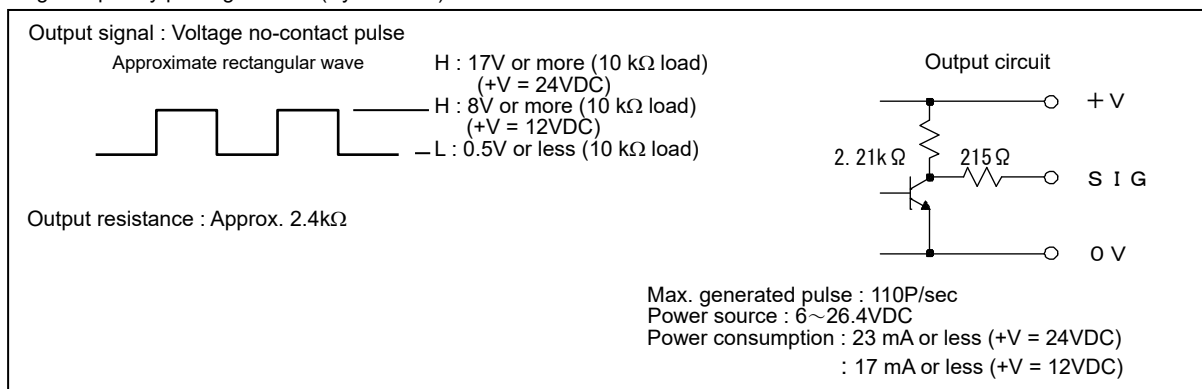 Output signal : Voltage no-contact pulse
Approximate rectangular wave
H : 17V or more (10 kΩ load)
(+V = 24VDC)
H : 8V or more (10 kΩ load)
(+V = 12VDC)
L : 0.5V or less (10 kΩ load)
Output resistance : Approx. 2.4kΩ
Output circuit
+V
2.21kΩ
215Ω
SIG
0V
Max. generated pulse : 110P/sec
Power source : 6～26.4VDC
Power consumption : 23 mA or less (+V = 24VDC)
: 17 mA or less (+V = 12VDC)